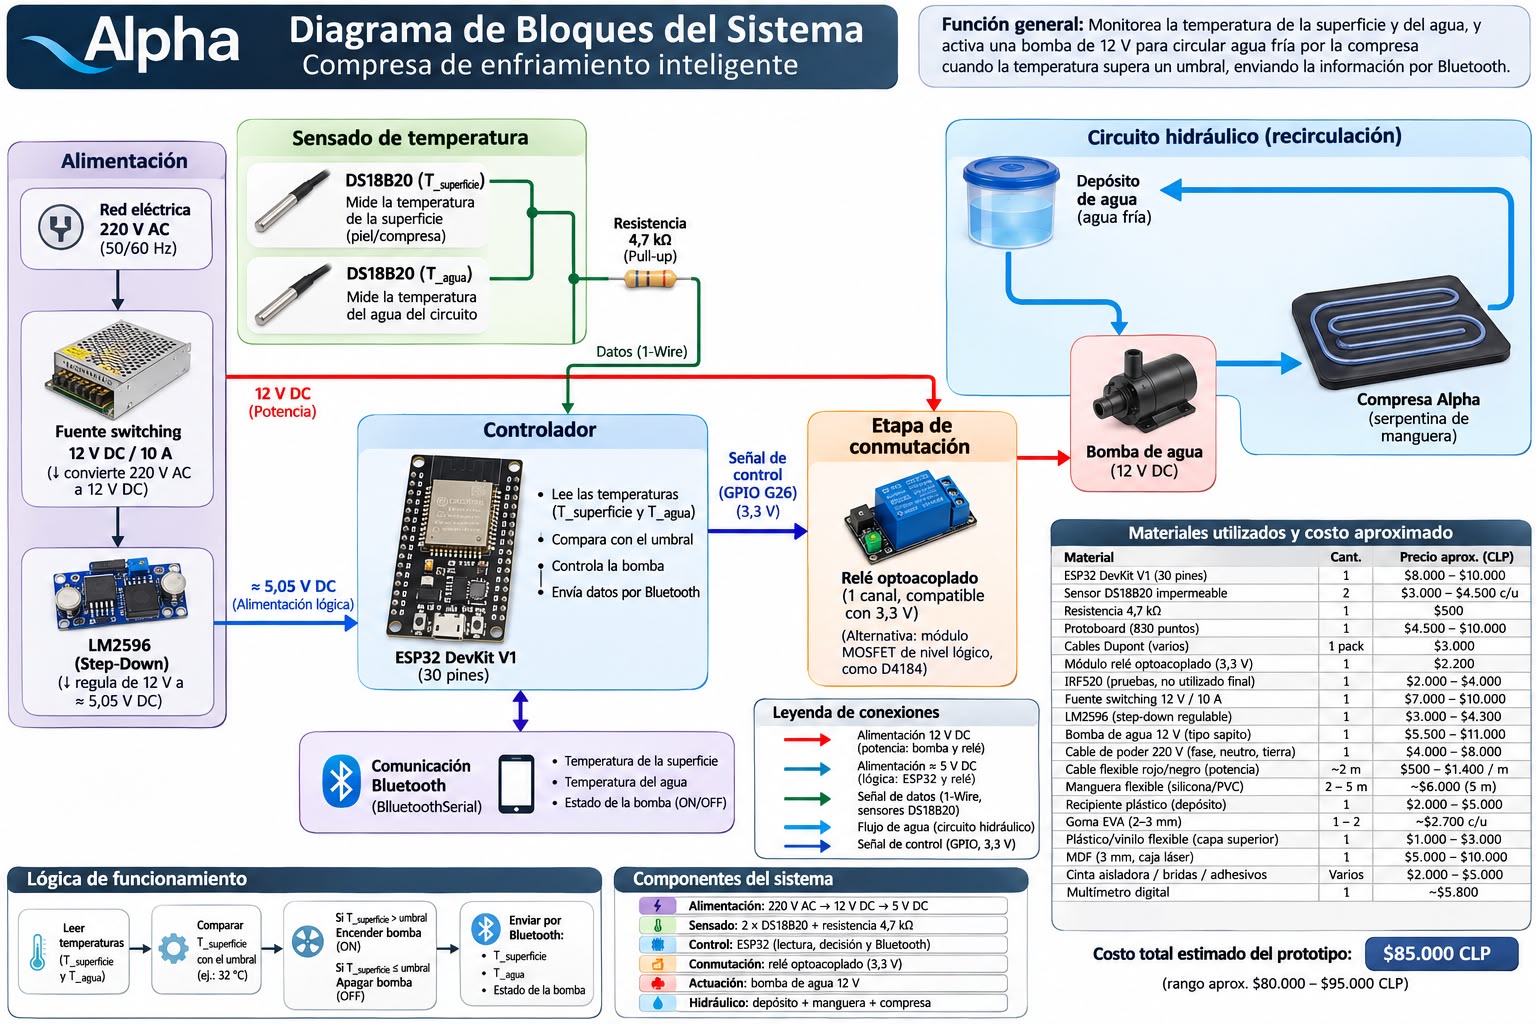 Alpha
Diagrama de Bloques del Sistema
Compresa de enfriamiento inteligente
Función general: Monitorea la temperatura de la superficie y del agua, y
activa una bomba de 12 V para circular agua fría por la compresa
cuando la temperatura supera un umbral, enviando la información por Bluetooth.
Alimentación
Red eléctrica
220 V AC
(50/60 Hz)
Fuente switching
12 V DC / 10 A
(↓ convierte 220 V AC
a 12 V DC)
LM2596
(Step-Down)
(↓ regula de 12 V a
≈ 5,05 V DC)
Sensado de temperatura
DS18B20 (T_superficie)
Mide la temperatura
de la superficie
(piel/compresa)
DS18B20 (T_agua)
Mide la temperatura
del agua del circuito
Resistencia
4,7 kΩ
(Pull-up)
Datos (1-Wire)
12 V DC
(Potencia)
≈ 5,05 V DC
(Alimentación lógica)
Controlador
• Lee las temperaturas
(T_superficie y T_agua)
• Compara con el umbral
• Controla la bomba
• Envía datos por Bluetooth
ESP32 DevKit V1
(30 pines)
Señal de
control
(GPIO G26)
(3,3 V)
Etapa de
conmutación
Relé optoacoplado
(1 canal, compatible
con 3,3 V)
(Alternativa: módulo
MOSFET de nivel lógico,
como D4184)
Circuito hidráulico (recirculación)
Depósito
de agua
(agua fría)
Bomba de agua
(12 V DC)
Compresa Alpha
(serpentina de
manguera)
Comunicación
Bluetooth
(BlluetoothSerial)
• Temperatura de la superficie
• Temperatura del agua
• Estado de la bomba (ON/OFF)
Leyenda de conexiones
Alimentación 12 V DC
(potencia: bomba y relé)
Alimentación ≈ 5 V DC
(lógica: ESP32 y relé)
Señal de datos (1-Wire,
sensores DS18B20)
Flujo de agua (circuito hidráulico)
Señal de control (GPIO, 3,3 V)
Materiales utilizados y costo aproximado
Material Cant. Precio aprox. (CLP)
ESP32 DevKit V1 (30 pines) 1 $8.000 – $10.000
Sensor DS18B20 impermeable 2 $3.000 – $4.500 c/u
Resistencia 4,7 kΩ 1 $500
Protoboard (830 puntos) 1 $4.500 – $10.000
Cables Dupont (varios) 1 pack $3.000
Módulo relé optoacoplado (3,3 V) 1 $2.200
IRF520 (pruebas, no utilizado final) 1 $2.000 – $4.000
Fuente switching 12 V / 10 A 1 $7.000 – $10.000
LM2596 (step-down regulable) 1 $3.000 – $4.300
Bomba de agua 12 V (tipo sapito) 1 $5.500 – $11.000
Cable de poder 220 V (fase, neutro, tierra) 1 $4.000 – $8.000
Cable flexible rojo/negro (potencia) ~2 m $500 – $1.400 / m
Manguera flexible (silicona/PVC) 2 – 5 m ~$6.000 (5 m)
Recipiente plástico (depósito) 1 $2.000 – $5.000
Goma EVA (2–3 mm) 1 – 2 ~$2.700 c/u
Plástico/vinilo flexible (capa superior) 1 $1.000 – $3.000
MDF (3 mm, caja láser) 1 $5.000 – $10.000
Cinta aisladora / bridas / adhesivos Varios $2.000 – $5.000
Multímetro digital 1 ~$5.800
Costo total estimado del prototipo: $85.000 CLP
(rango aprox. $80.000 – $95.000 CLP)
Lógica de funcionamiento
Leer
temperaturas
(T_superficie
y T_agua)
Comparar
T_superficie
con el umbral
(ej.: 32 °C)
Si T_superficie > umbral
Encender bomba
(ON)
Si T_superficie ≤ umbral
Apagar bomba
(OFF)
Enviar por
Bluetooth:
• T_superficie
• T_agua
• Estado de la bomba
Componentes del sistema
Alimentación: 220 V AC → 12 V DC → 5 V DC
Sensado: 2 × DS18B20 + resistencia 4,7 kΩ
Control: ESP32 (lectura, decisión y Bluetooth)
Conmutación: relé optoacoplado (3,3 V)
Actuación: bomba de agua 12 V
Hidráulico: depósito + manguera + compresa